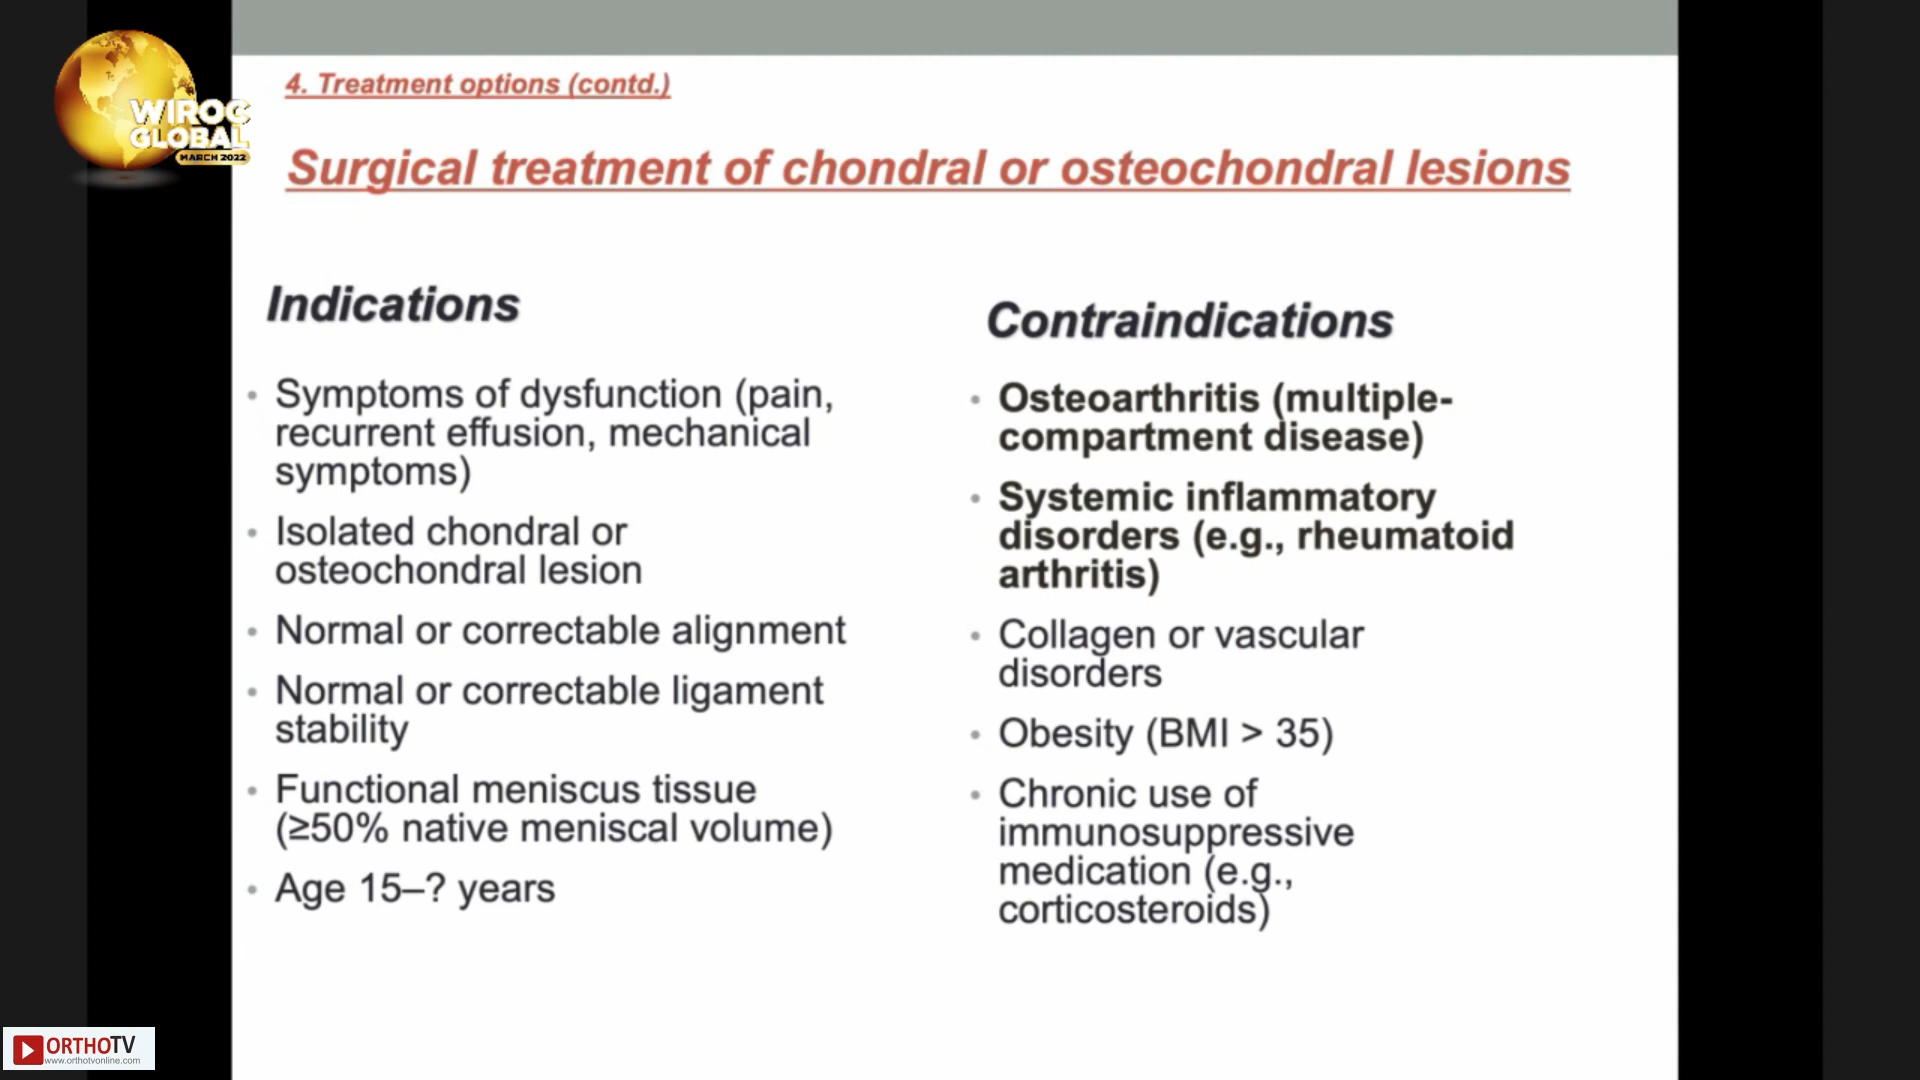 WIROC
GLOBAL
MARCH 2022
4. Treatment options (contd.)
Surgical treatment of chondral or osteochondral lesions
Indications
• Symptoms of dysfunction (pain,
recurrent effusion, mechanical
symptoms)
• Isolated chondral or
osteochondral lesion
• Normal or correctable alignment
• Normal or correctable ligament
stability
• Functional meniscus tissue
(≥50% native meniscal volume)
• Age 15–? years
Contraindications
• Osteoarthritis (multiple-
compartment disease)
• Systemic inflammatory
disorders (e.g., rheumatoid
arthritis)
• Collagen or vascular
disorders
• Obesity (BMI > 35)
• Chronic use of
immunosuppressive
medication (e.g.,
corticosteroids)
ORTHOTV
www.orthotvonline.com